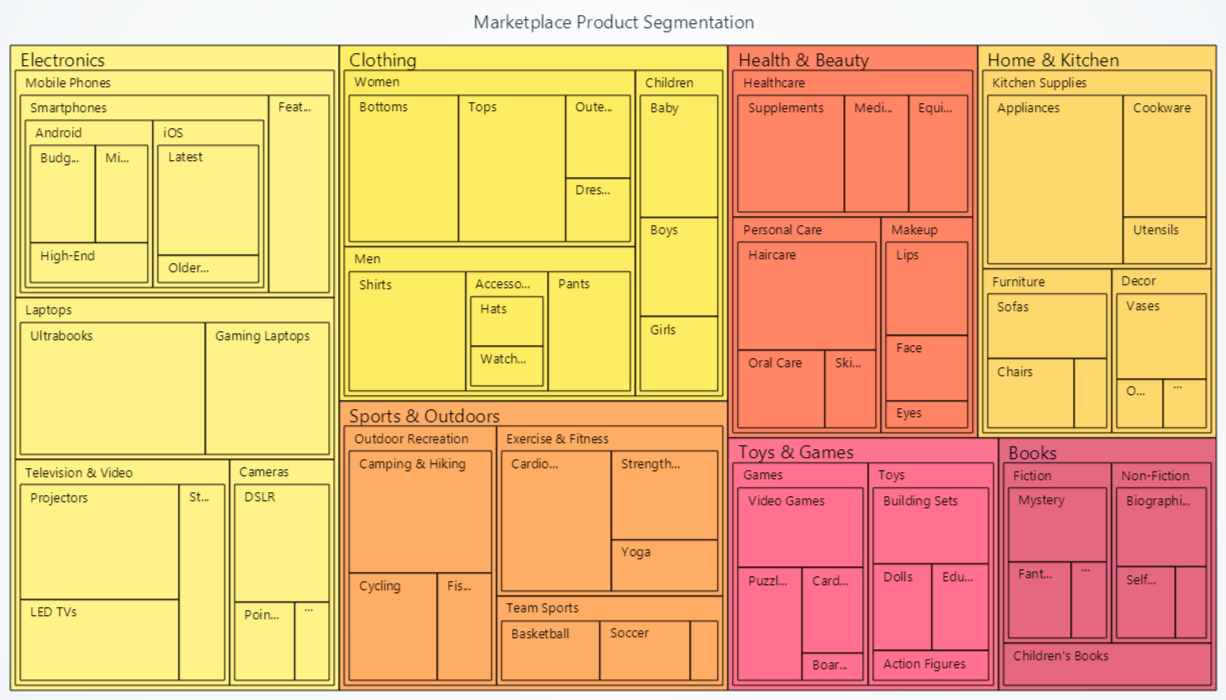 Marketplace Product Segmentation
Electronics
Mobile Phones
Smartphones
Android
Budg...
Mi...
High-End
iOS
Latest
Older...
Feat...
Laptops
Ultrabooks
Gaming Laptops
Television & Video
Projectors
St...
LED TVs
Cameras
DSLR
Poin...
...
Clothing
Women
Bottoms
Tops
Oute...
Dres...
Men
Shirts
Accesso...
Hats
Watch...
Pants
Children
Baby
Boys
Girls
Sports & Outdoors
Outdoor Recreation
Camping & Hiking
Cycling
Fis...
Exercise & Fitness
Cardio...
Strength...
Yoga
Team Sports
Basketball
Soccer
Health & Beauty
Healthcare
Supplements
Medi...
Equi...
Personal Care
Haircare
Oral Care
Ski...
Makeup
Lips
Face
Eyes
Home & Kitchen
Kitchen Supplies
Appliances
Cookware
Utensils
Furniture
Sofas
Chairs
Decor
Vases
O...
...
Toys & Games
Games
Video Games
Puzzl...
Card...
Boar...
Toys
Building Sets
Dolls
Edu...
Action Figures
Books
Fiction
Mystery
Fant...
...
Non-Fiction
Biographi...
Self...
Children's Books